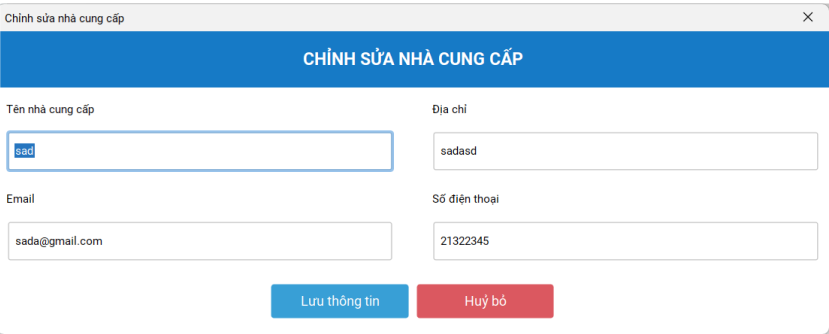 Chỉnh sửa nhà cung cấp
CHỈNH SỬA NHÀ CUNG CẤP
Tên nhà cung cấp
Địa chỉ
sad
sadasd
Email
Số điện thoại
sada@gmail.com
21322345
Lưu thông tin
Huỷ bỏ